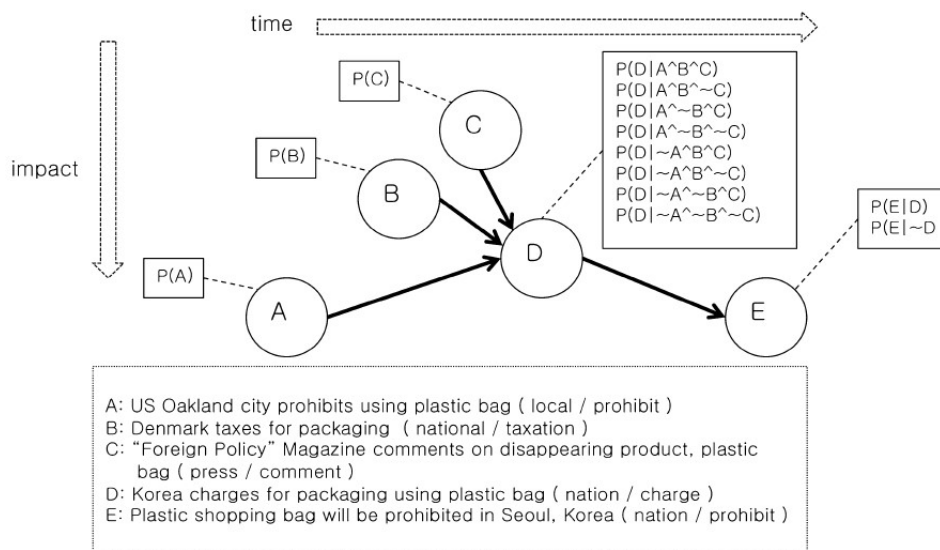 time
impact
P(C)
C
P(B)
B
P(A)
A
D
E
P(D|A^B^C)
P(D|A^B^~C)
P(D|A^~B^C)
P(D|A^~B^~C)
P(D|~A^B^C)
P(D|~A^B^~C)
P(D|~A^~B^C)
P(D|~A^~B^~C)
P(E|D)
P(E|~D
A: US Oakland city prohibits using plastic bag ( local / prohibit )
B: Denmark taxes for packaging ( national / taxation )
C: “Foreign Policy” Magazine comments on disappearing product, plastic
bag ( press / comment )
D: Korea charges for packaging using plastic bag ( nation / charge )
E: Plastic shopping bag will be prohibited in Seoul, Korea ( nation / prohibit )